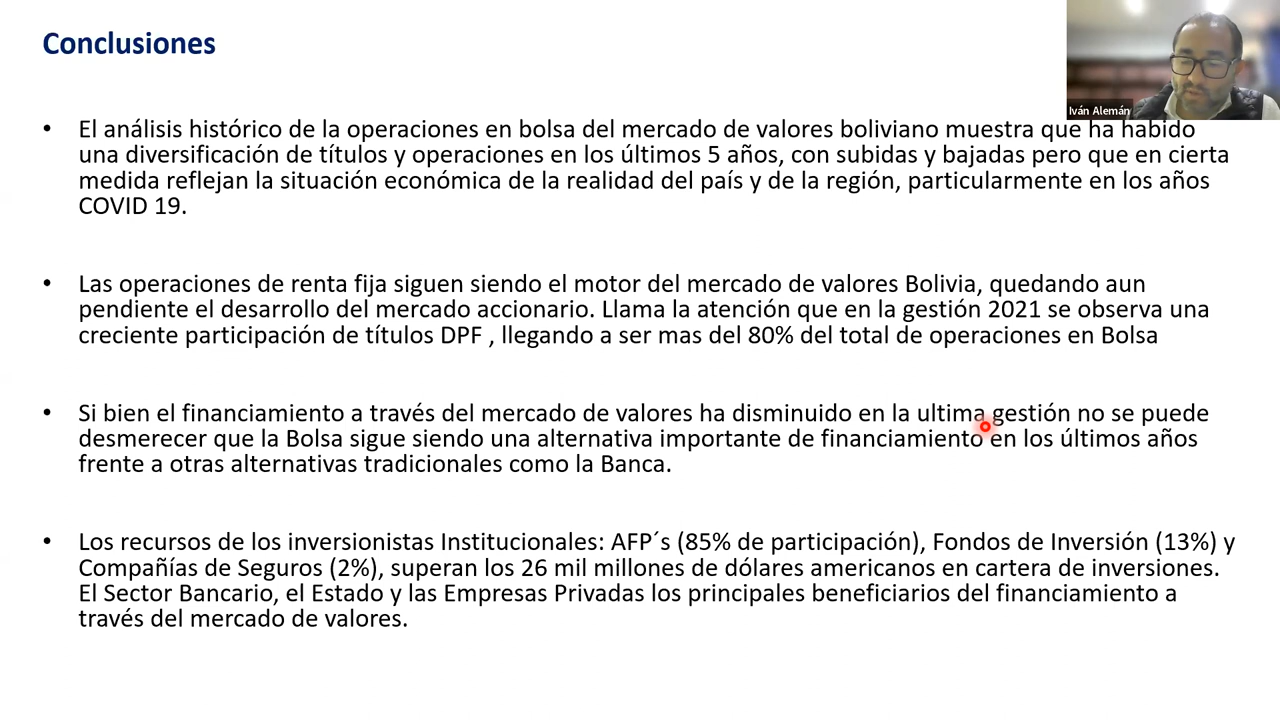 Conclusiones
Iván Alemán
• El análisis histórico de la operaciones en bolsa del mercado de valores boliviano muestra que ha habido
una diversificación de títulos y operaciones en los últimos 5 años, con subidas y bajadas pero que en cierta
medida reflejan la situación económica de la realidad del país y de la región, particularmente en los años
COVID 19.
• Las operaciones de renta fija siguen siendo el motor del mercado de valores Bolivia, quedando aun
pendiente el desarrollo del mercado accionario. Llama la atención que en la gestión 2021 se observa una
creciente participación de títulos DPF , llegando a ser mas del 80% del total de operaciones en Bolsa
• Si bien el financiamiento a través del mercado de valores ha disminuido en la ultima gestión no se puede
desmerecer que la Bolsa sigue siendo una alternativa importante de financiamiento en los últimos años
frente a otras alternativas tradicionales como la Banca.
• Los recursos de los inversionistas Institucionales: AFP´s (85% de participación), Fondos de Inversión (13%) y
Compañías de Seguros (2%), superan los 26 mil millones de dólares americanos en cartera de inversiones.
El Sector Bancario, el Estado y las Empresas Privadas los principales beneficiarios del financiamiento a
través del mercado de valores.